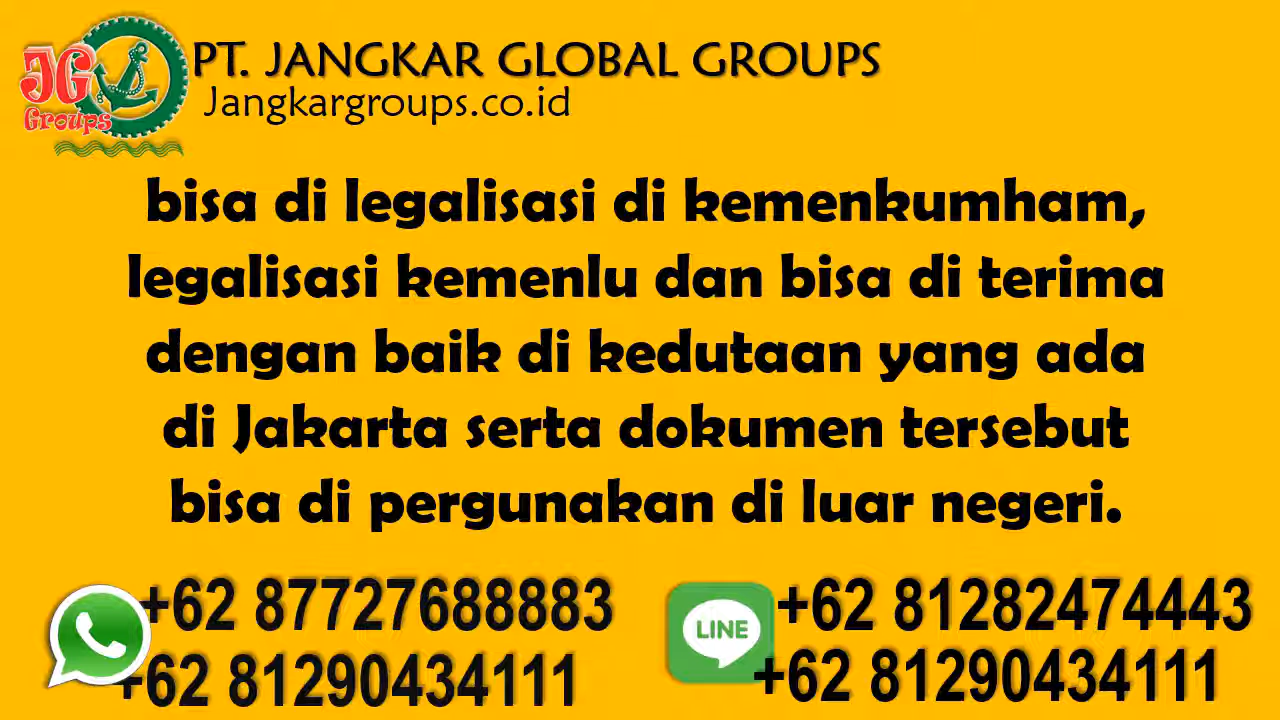 JG
Groups
PT. JANGKAR GLOBAL GROUPS
Jangkargroups.co.id
bisa di legalisasi di kemenkumham,
legalisasi kemenlu dan bisa di terima
dengan baik di kedutaan yang ada
di Jakarta serta dokumen tersebut
bisa di pergunakan di luar negeri.
+62 87727688883
+62 81290434111
LINE
+62 81282474443
+62 81290434111